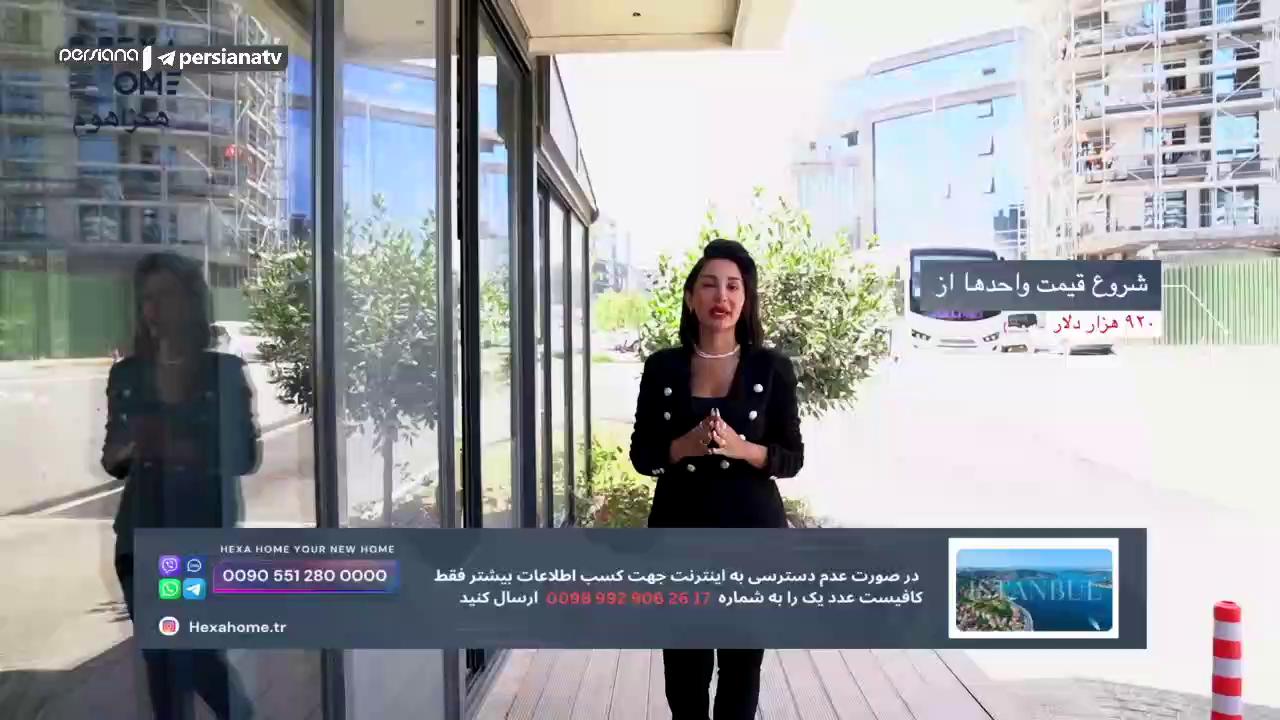 persiana persianatv
HOME
هگزاهوم
شروع قیمت واحدها از
۹۲۰ هزار دلار
HEXA HOME YOUR NEW HOME
0090 551 280 0000
Hexahome.tr
در صورت عدم دسترسی به اینترنت جهت کسب اطلاعات بیشتر فقط
کافیست عدد یک را به شماره 0098 992 906 26 17 ارسال کنید
ISTANBUL